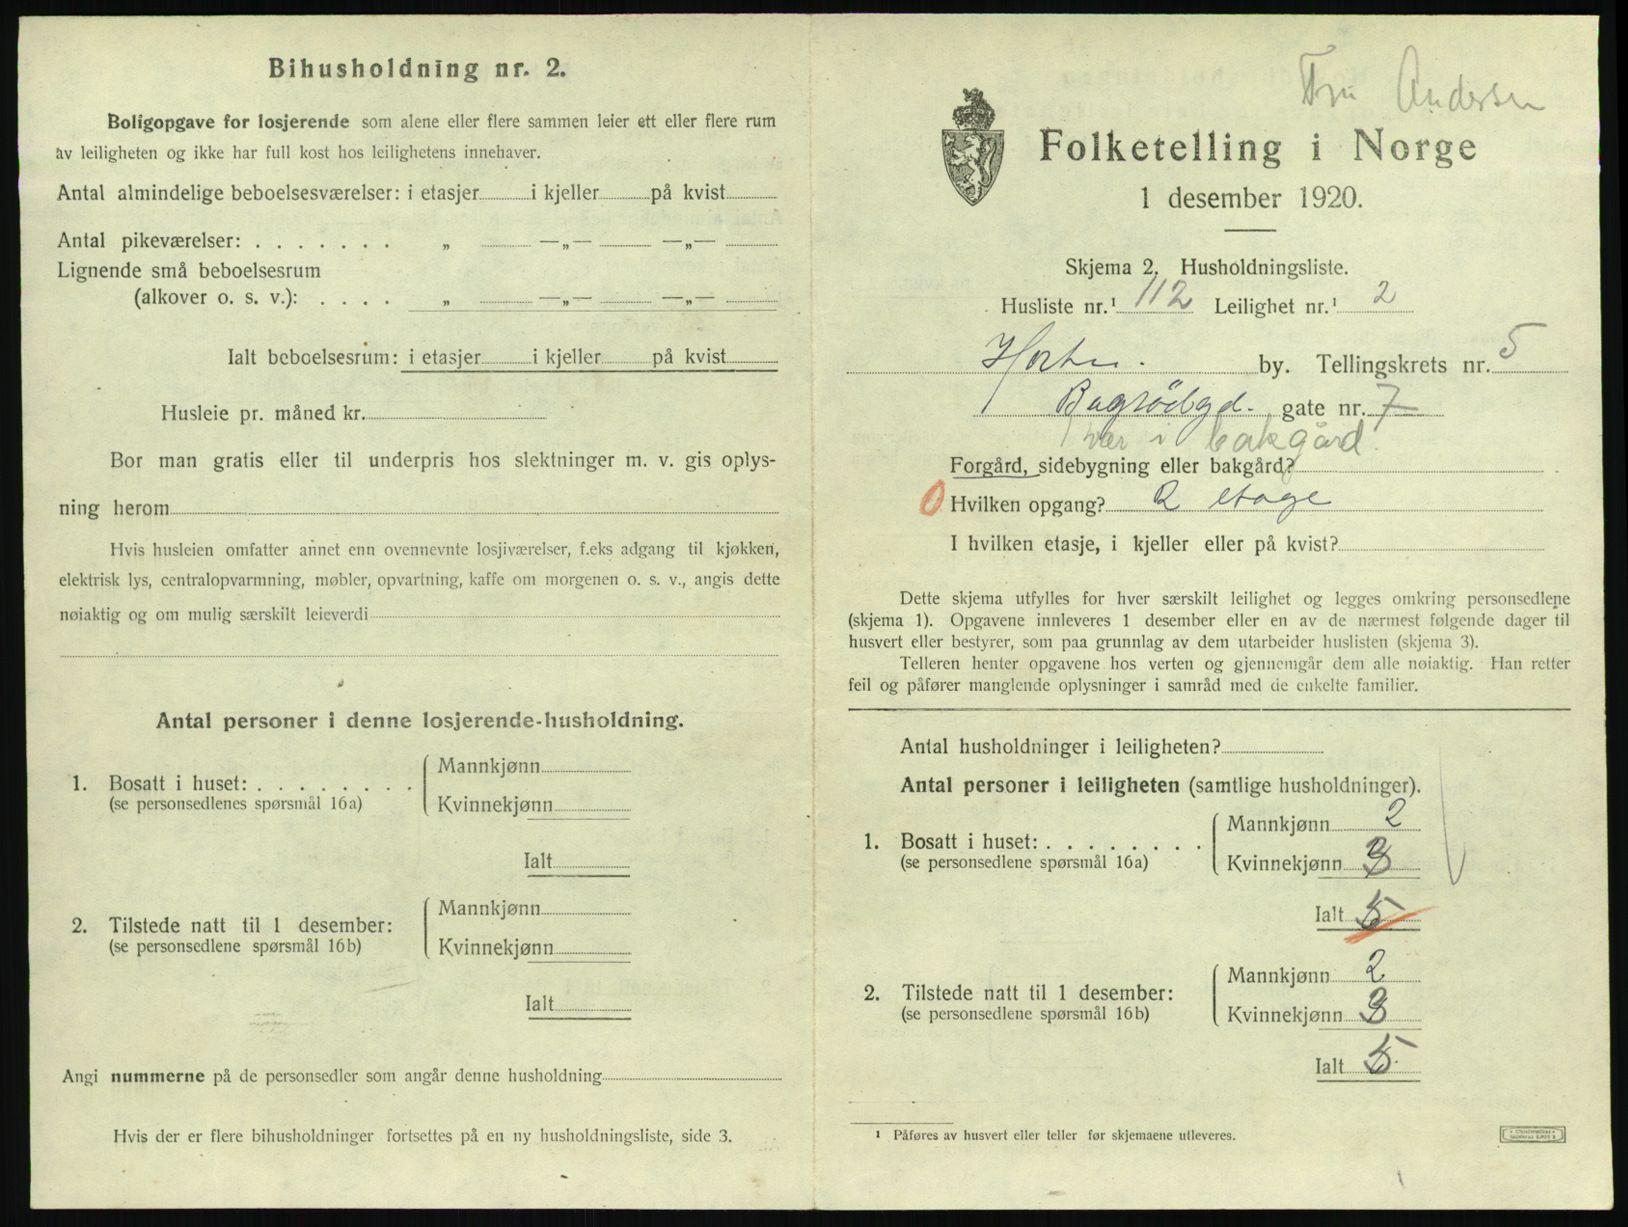 Bihusholdning nr. 2.
Boligopgave for losjerende som alene eller flere sammen leier ett eller flere rum
av leiligheten og ikke har full kost hos leilighetens innehaver.
Antal almindelige beboelsesværelser: i etasjer i kjeller på kvist
Antal pikeværelser: . . . . . . . „ —„— —„—
Lignende små beboelsesrum
(alkover o. s. v.): . . . . „ —„— —„—
Ialt beboelsesrum: i etasjer i kjeller på kvist
Husleie pr. måned kr.
Bor man gratis eller til underpris hos slektninger m. v. gis oplys-
ning herom
Hvis husleien omfatter annet enn ovennevnte losjiværelser, f.eks adgang til kjøkken,
elektrisk lys, centralopvarmning, møbler, opvartning, kaffe om morgenen o. s. v., angis dette
nøiaktig og om mulig særskilt leieverdi
Antal personer i denne losjerende-husholdning.
1. Bosatt i huset: . . . . . . . .
(se personsedlenes spørsmål 16a)
Mannkjønn
Kvinnekjønn
Ialt
2. Tilstede natt til 1 desember:
(se personsedlene spørsmål 16b)
Mannkjønn
Kvinnekjønn
Ialt
Angi nummerne på de personsedler som angår denne husholdning
Hvis der er flere bihusholdninger fortsettes på en ny husholdningsliste, side 3.
Fru Andersen
Folketelling i Norge
1 desember 1920.
Skjema 2. Husholdningsliste.
Husliste nr.¹ 112 Leilighet nr.¹ 2
Horten. by. Tellingskrets nr. 5
gate nr. 7
i bakgård
Forgård, sidebygning eller bakgård?
0 Hvilken opgang? 2 etage
I hvilken etasje, i kjeller eller på kvist?
Dette skjema utfylles for hver særskilt leilighet og legges omkring personsedlene
(skjema 1). Opgavene innleveres 1 desember eller en av de nærmest følgende dager til
husvert eller bestyrer, som paa grunnlag av dem utarbeider huslisten (skjema 3).
Telleren henter opgavene hos verten og gjennemgår dem alle nøiaktig. Han retter
feil og påfører manglende oplysninger i samråd med de enkelte familier.
Antal husholdninger i leiligheten?
Antal personer i leiligheten (samtlige husholdninger).
1. Bosatt i huset: . . . . . . . .
(se personsedlene spørsmål 16a)
Mannkjønn 2
Kvinnekjønn 3
Ialt 5
2. Tilstede natt til 1 desember:
(se personsedlene spørsmål 16b)
Mannkjønn 2
Kvinnekjønn 3
Ialt 5
¹ Påføres av husvert eller teller før skjemaene utleveres.